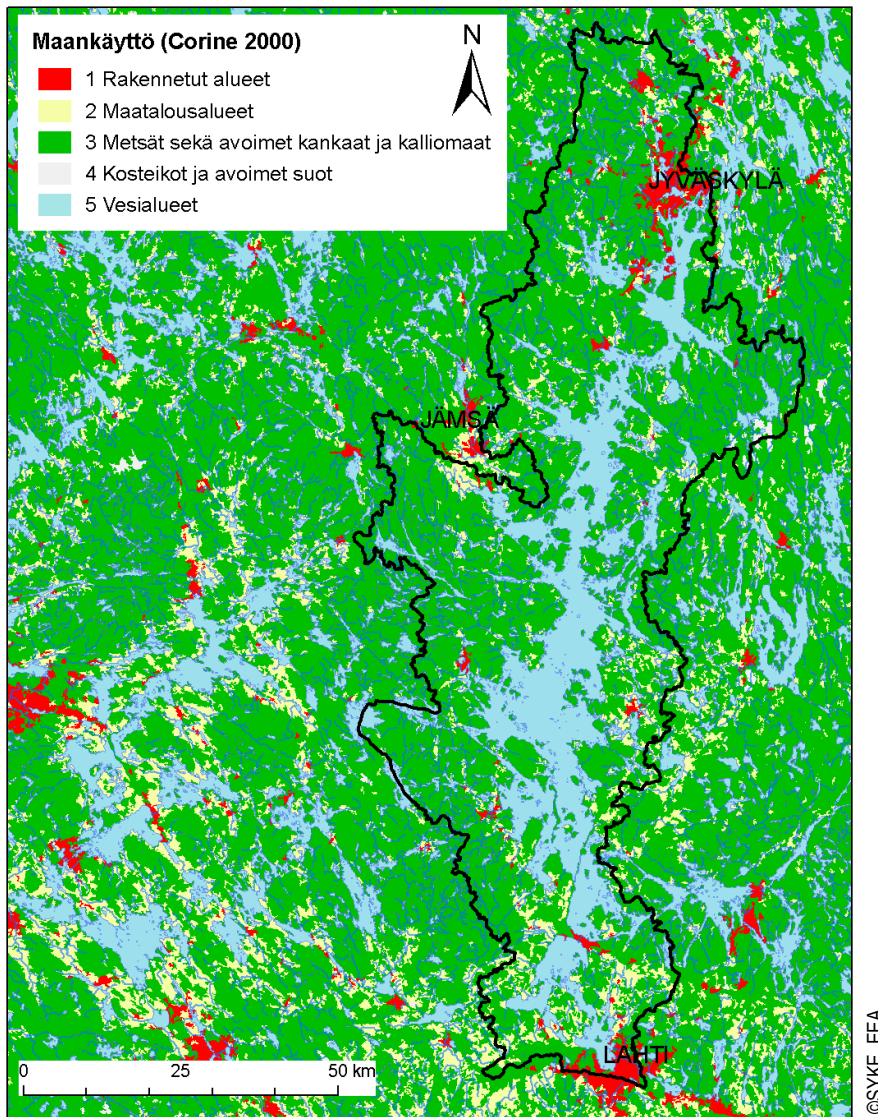 Maankäyttö (Corine 2000)
1 Rakennetut alueet
2 Maatalousalueet
3 Metsät sekä avoimet kankaat ja kalliomaat
4 Kosteikot ja avoimet suot
5 Vesialueet
N
JYVÄSKYLÄ
JÄMSÄ
LAHTI
0 25 50 km
©SYKE, EEA